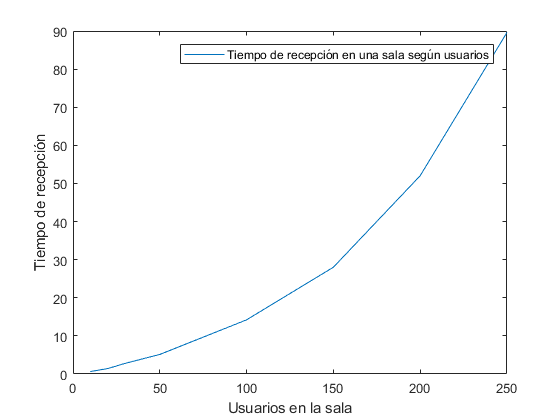 90
80
70
60
50
40
30
20
10
0
Tiempo de recepción
Tiempo de recepción en una sala según usuarios
0 50 100 150 200 250
Usuarios en la sala